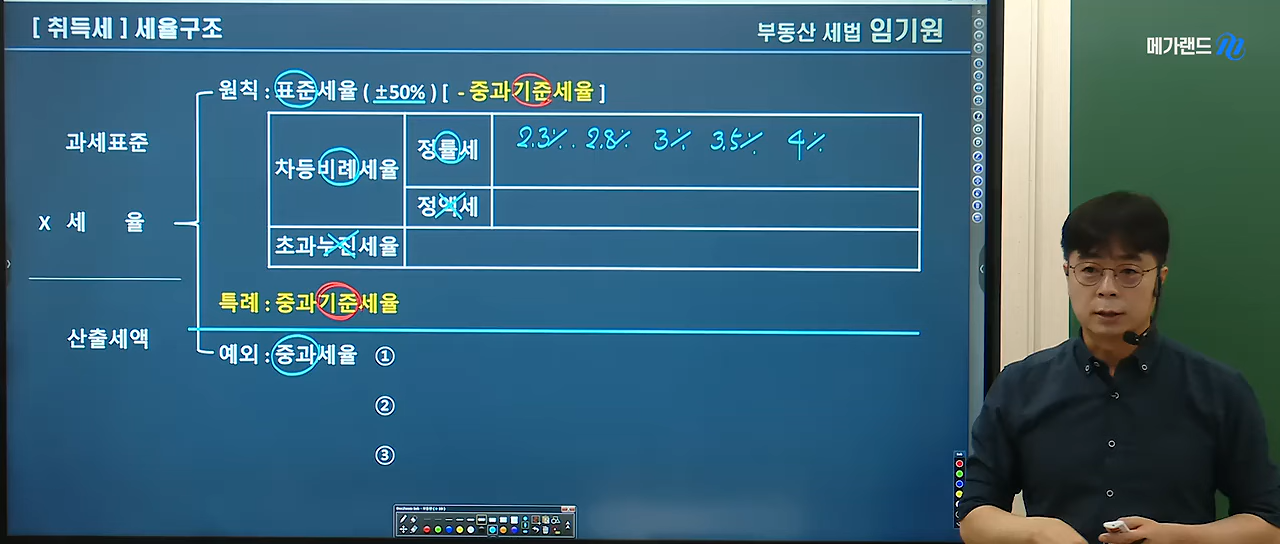 [ 취득세 ] 세율구조
부동산 세법 임기원
메가랜드
원칙 : 표준세율 ( ±50% ) [ - 중과기준세율 ]
과세표준
X 세 율
산출세액
차등비례세율
정률세
2.3%. 2.8% 3% 3.5% 4%
정액세
초과누진세율
특례 : 중과기준세율
예외 : 중과세율 ①
②
③